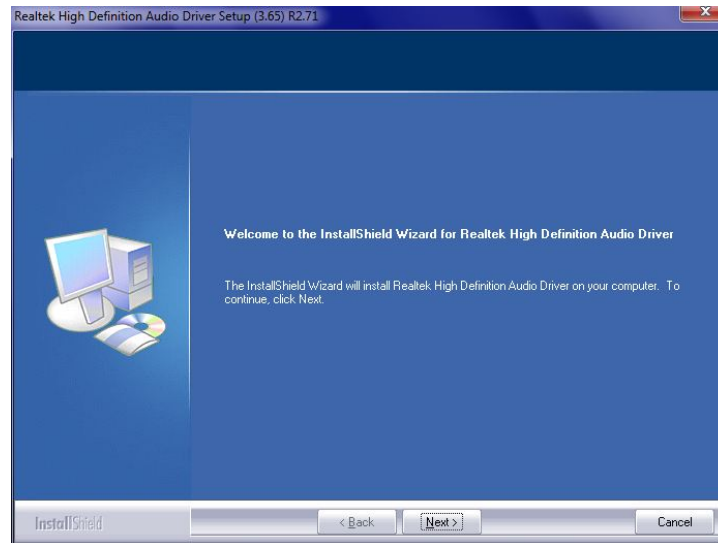 Realtek High Definition Audio Driver Setup (3.65) R2.71
Welcome to the InstallShield Wizard for Realtek High Definition Audio Driver
The InstallShield Wizard will install Realtek High Definition Audio Driver on your computer. To
continue, click Next.
InstallShield
< Back Next > Cancel